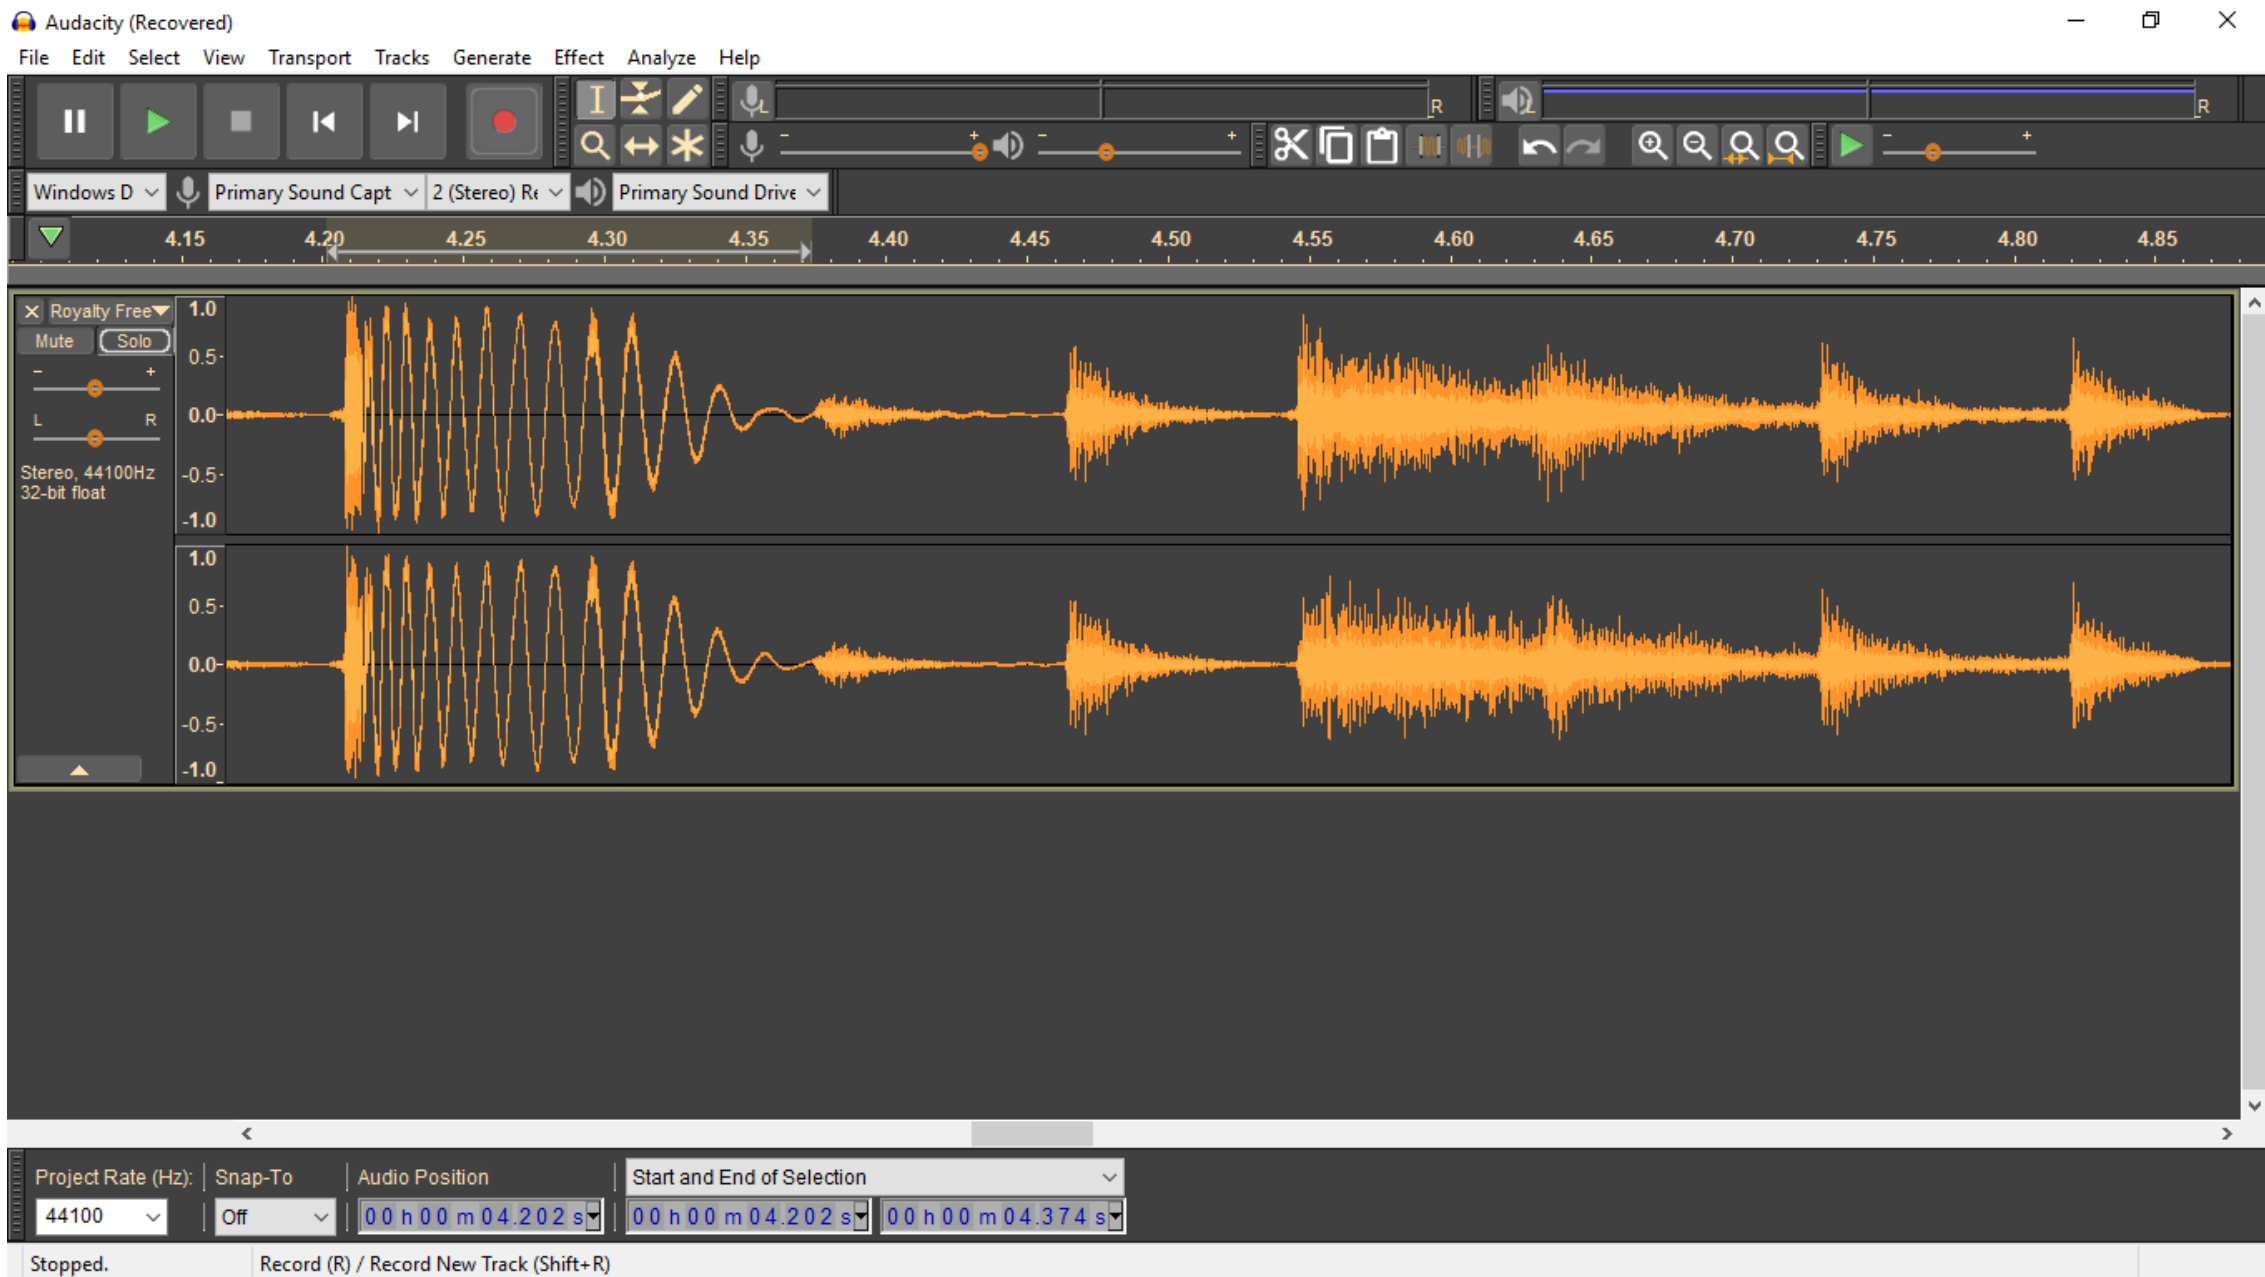 Audacity (Recovered)
File Edit Select View Transport Tracks Generate Effect Analyze Help
L R L R
- + - + - +
Windows D Primary Sound Capt 2 (Stereo) Re Primary Sound Drive
4.15 4.20 4.25 4.30 4.35 4.40 4.45 4.50 4.55 4.60 4.65 4.70 4.75 4.80 4.85
Royalty Free 1.0
Mute Solo
0.5-
- +
0.0-
L R
Stereo, 44100Hz
32-bit float
-0.5-
-1.0
1.0
0.5-
0.0-
-0.5-
-1.0
Project Rate (Hz): Snap-To Audio Position Start and End of Selection
44100 Off 00 h 00 m 04.202 s 00 h 00 m 04.202 s 00 h 00 m 04.374 s
Stopped. Record (R) / Record New Track (Shift+R)